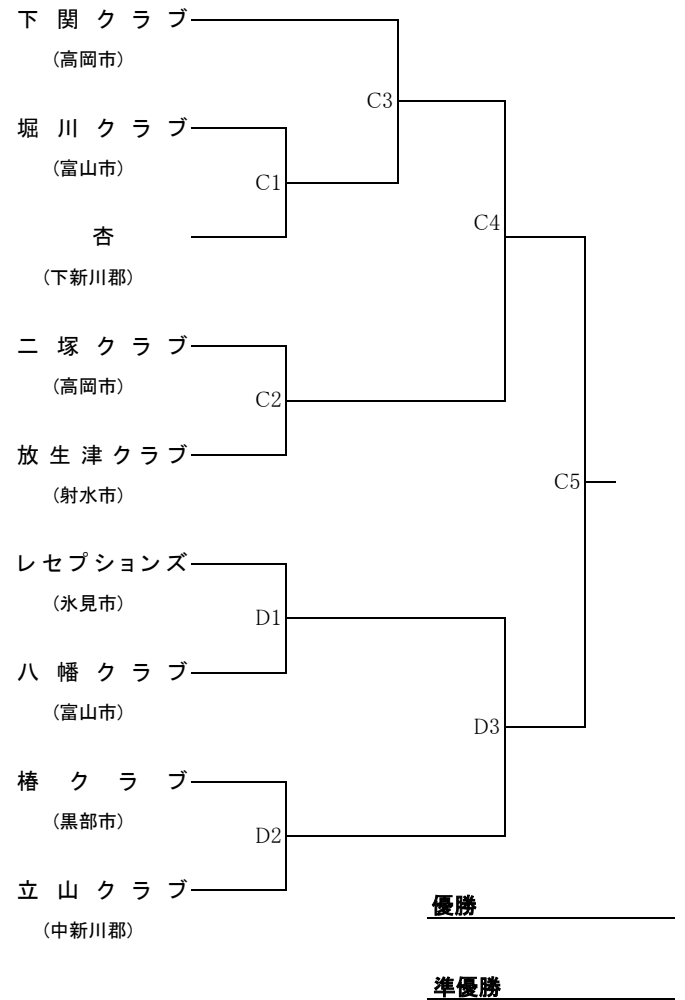 下関クラブ
(高岡市)
C3
堀川クラブ
(富山市)
C1
C4
杏
(下新川郡)
二塚クラブ
(高岡市)
C2
放生津クラブ
(射水市)
C5
レセプションズ
(氷見市)
D1
八幡クラブ
(富山市)
D3
椿クラブ
(黒部市)
D2
立山クラブ
(中新川郡)
優勝
準優勝